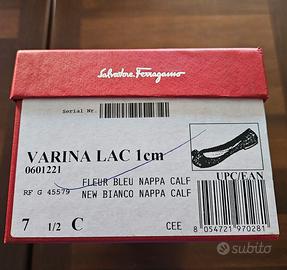 Salvatore Ferragamo
Serial Nr.
VARINA LAC 1cm
0601221
RF G 45579
FLEUR BLEU NAPPA CALF
NEW BIANCO NAPPA CALF
UPC/EAN
7 1/2 C
CEE
8 054721 970281
subito